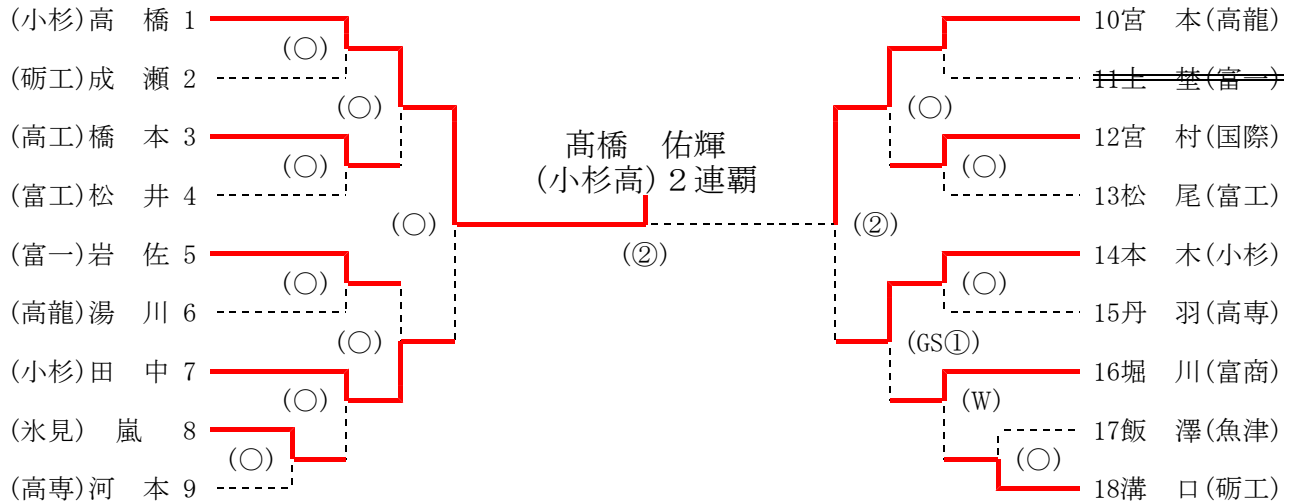 (小杉)高　橋 1
(○)
(砺工)成　瀬 2
(○)
(高工)橋　本 3
(○)
(富工)松　井 4
(○)
(富一)岩　佐 5
(○)
(高龍)湯　川 6
(○)
(小杉)田　中 7
(○)
(氷見)　嵐　 8
(○)
(高専)河　本 9
髙橋　佑輝
(小杉高)２連覇
(②)
10宮　本(高龍)
11土　埜(富一)
(○)
12宮　村(国際)
(○)
13松　尾(富工)
(②)
14本　木(小杉)
(○)
15丹　羽(高専)
(GS①)
16堀　川(富商)
(W)
17飯　澤(魚津)
(○)
18溝　口(砺工)